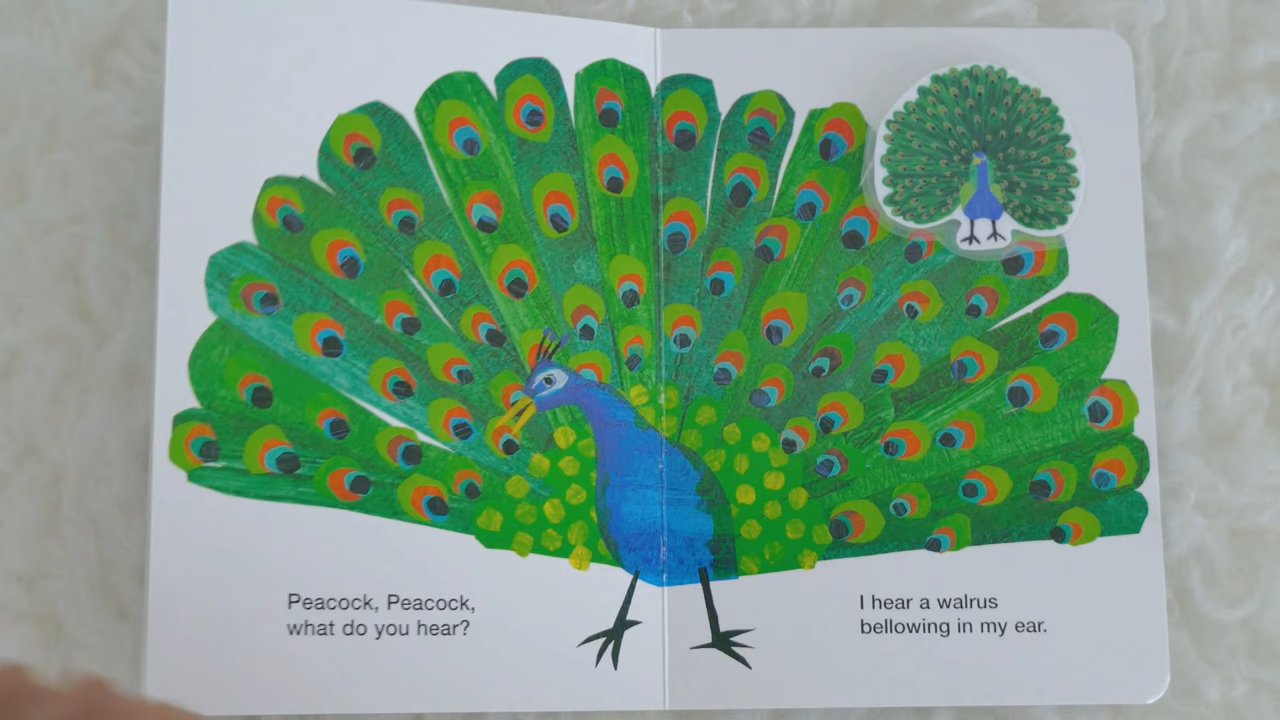 Peacock, Peacock,
what do you hear?
I hear a walrus
bellowing in my ear.